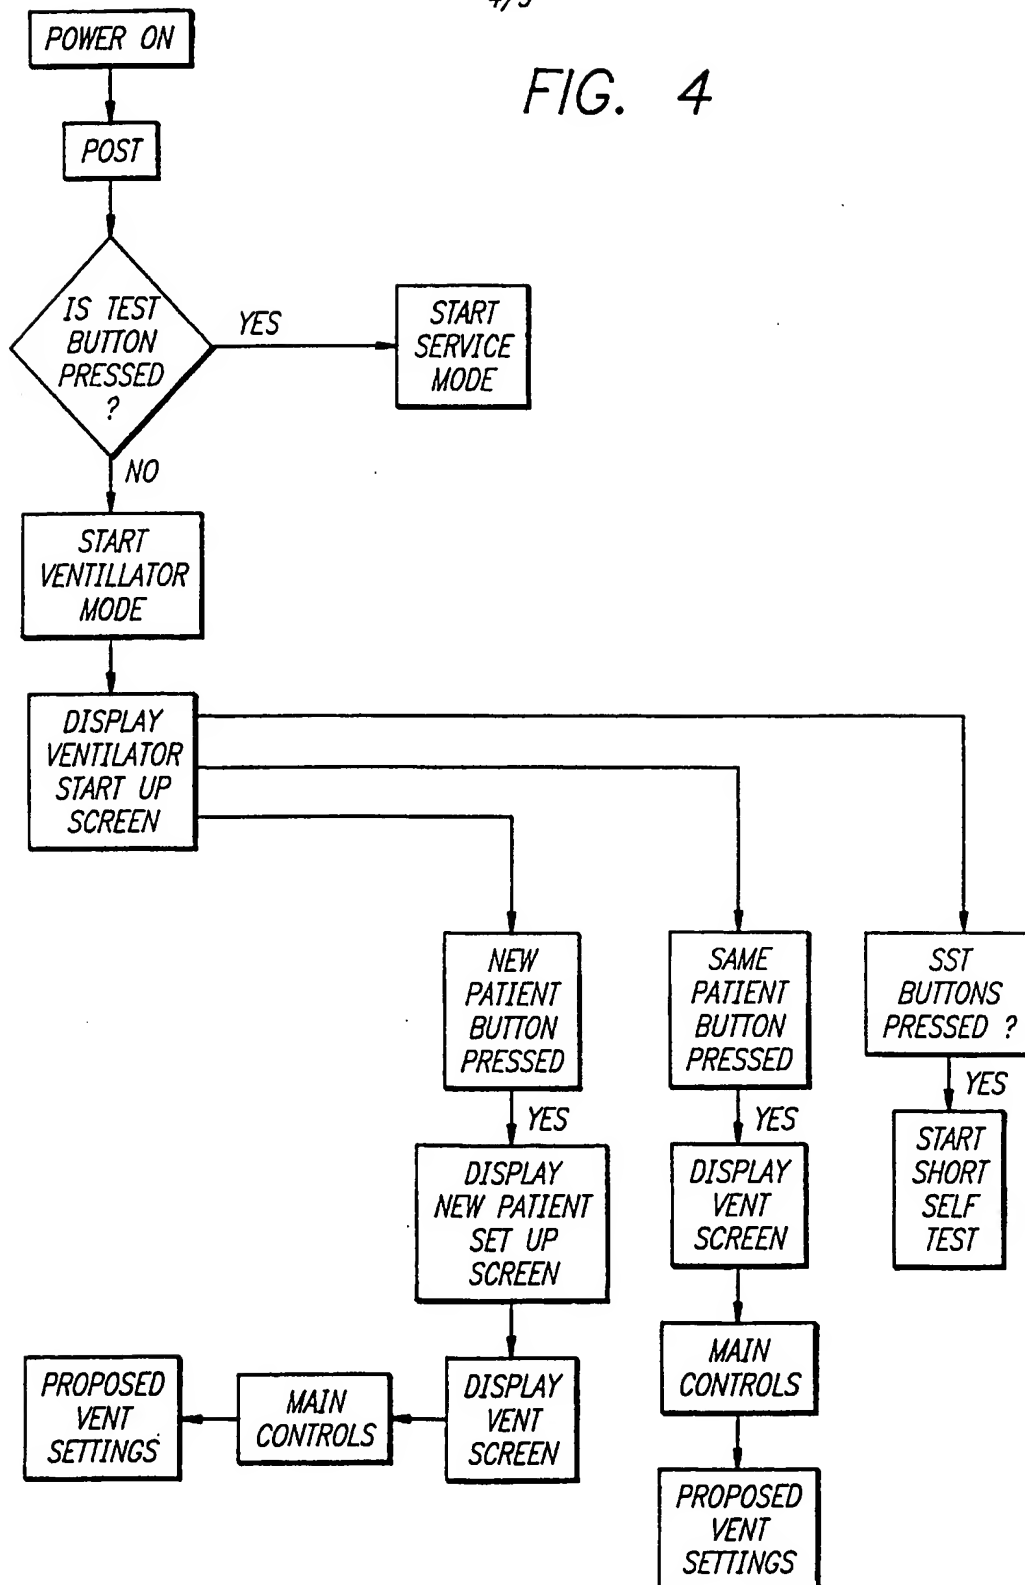 FIG. 4
POWER ON
POST
IS TEST
BUTTON
PRESSED
?
YES
START
SERVICE
MODE
NO
START
VENTILLATOR
MODE
DISPLAY
VENTILATOR
START UP
SCREEN
NEW
PATIENT
BUTTON
PRESSED
YES
DISPLAY
NEW PATIENT
SET UP
SCREEN
DISPLAY
VENT
SCREEN
MAIN
CONTROLS
PROPOSED
VENT
SETTINGS
SAME
PATIENT
BUTTON
PRESSED
YES
DISPLAY
VENT
SCREEN
MAIN
CONTROLS
PROPOSED
VENT
SETTINGS
SST
BUTTONS
PRESSED ?
YES
START
SHORT
SELF
TEST